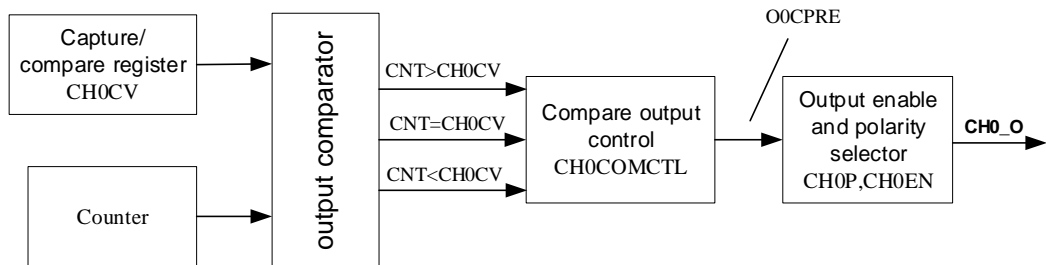 Capture/
compare register
CH0CV
Counter
output comparator
CNT>CH0CV
CNT=CH0CV
CNT<CH0CV
Compare output
control
CH0COMCTL
O0CPRE
Output enable
and polarity
selector
CH0P,CH0EN
CH0_O